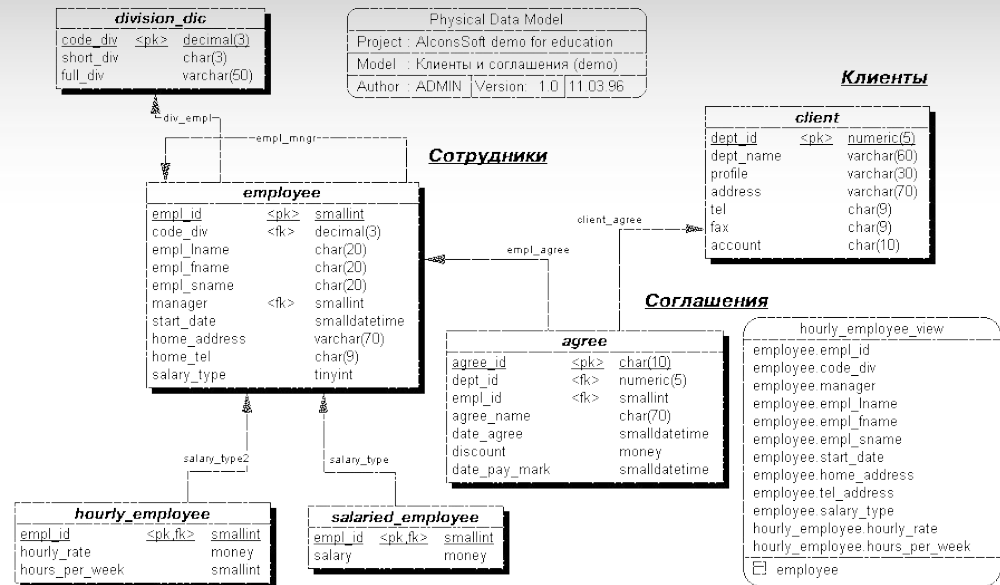 division_dic
code_div <pk> decimal(3)
short_div char(3)
full_div varchar(50)
Physical Data Model
Project : AlconsSoft demo for education
Model : Клиенты и соглашения (demo)
Author : ADMIN Version: 1.0 11.03.96
Клиенты
client
dept_id <pk> numeric(5)
dept_name varchar(60)
profile varchar(30)
address varchar(70)
tel char(9)
fax char(9)
account char(10)
div_empl
empl_mngr
Сотрудники
employee
empl_id <pk> smallint
code_div <fk> decimal(3)
empl_lname char(20)
empl_fname char(20)
empl_sname char(20)
manager <fk> smallint
start_date smalldatetime
home_address varchar(70)
home_tel char(9)
salary_type tinyint
client_agree
empl_agree
Соглашения
agree
agree_id <pk> char(10)
dept_id <fk> numeric(5)
empl_id <fk> smallint
agree_name char(70)
date_agree smalldatetime
discount money
date_pay_mark smalldatetime
hourly_employee_view
employee.empl_id
employee.code_div
employee.manager
employee.empl_lname
employee.empl_fname
employee.empl_sname
employee.start_date
employee.home_address
employee.tel_address
employee.salary_type
hourly_employee.hourly_rate
hourly_employee.hours_per_week
employee
salary_type2
salary_type
hourly_employee
empl_id <pk,fk> smallint
hourly_rate money
hours_per_week smallint
salaried_employee
empl_id <pk,fk> smallint
salary money